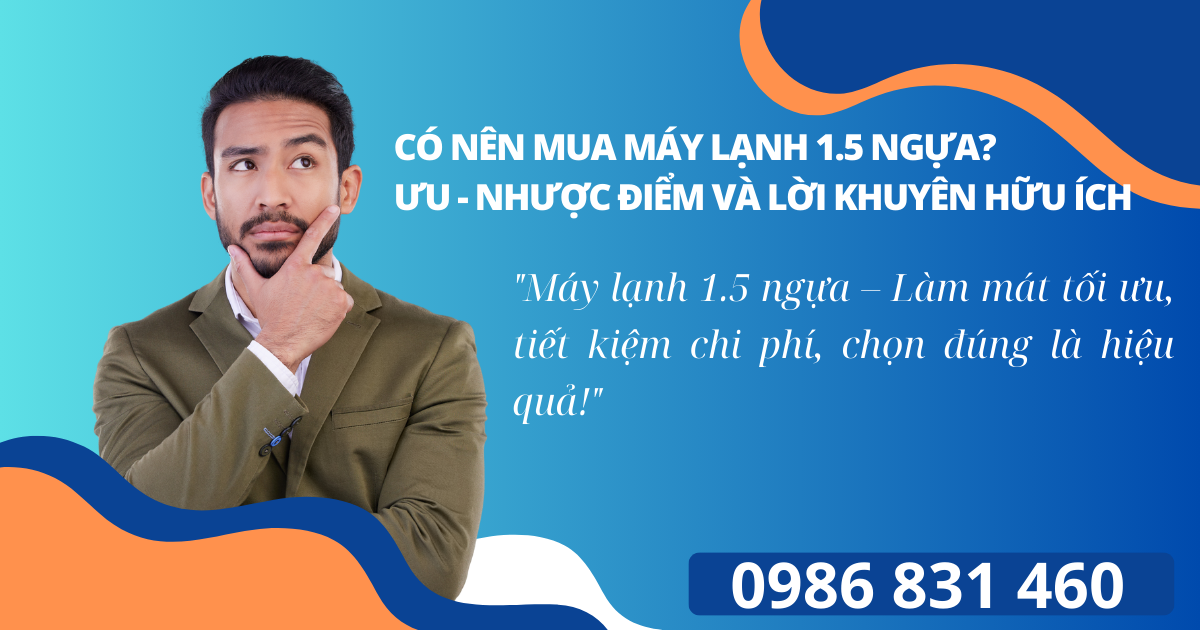 CÓ NÊN MUA MÁY LẠNH 1.5 NGỰA?
ƯU - NHƯỢC ĐIỂM VÀ LỜI KHUYÊN HỮU ÍCH
"Máy lạnh 1.5 ngựa – Làm mát tối ưu,
tiết kiệm chi phí, chọn đúng là hiệu
quả!"
0986 831 460